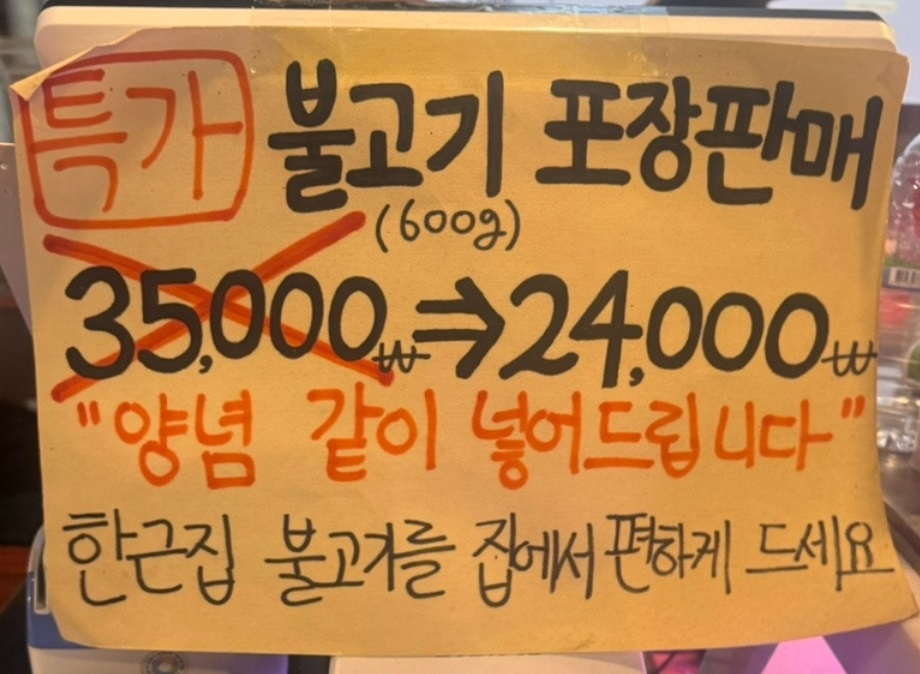 특가 불고기 포장판매
(600g)
35,000₩⇒24,000₩
"양념 같이 넣어드립니다"
한근집 불고기를 집에서 편하게 드세요